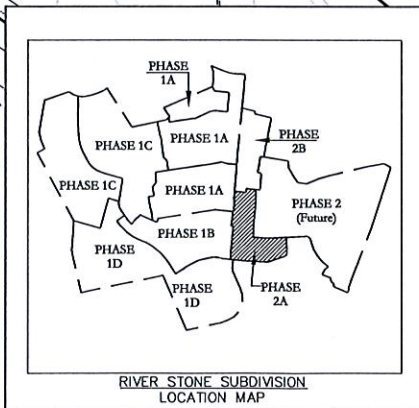 PHASE
1A
PHASE 1A
PHASE
2B
PHASE 1C
PHASE 1C
PHASE 1A
PHASE 2
(Future)
PHASE 1B
PHASE
1D
PHASE
1D
PHASE
2A
RIVER STONE SUBDIVISION
LOCATION MAP